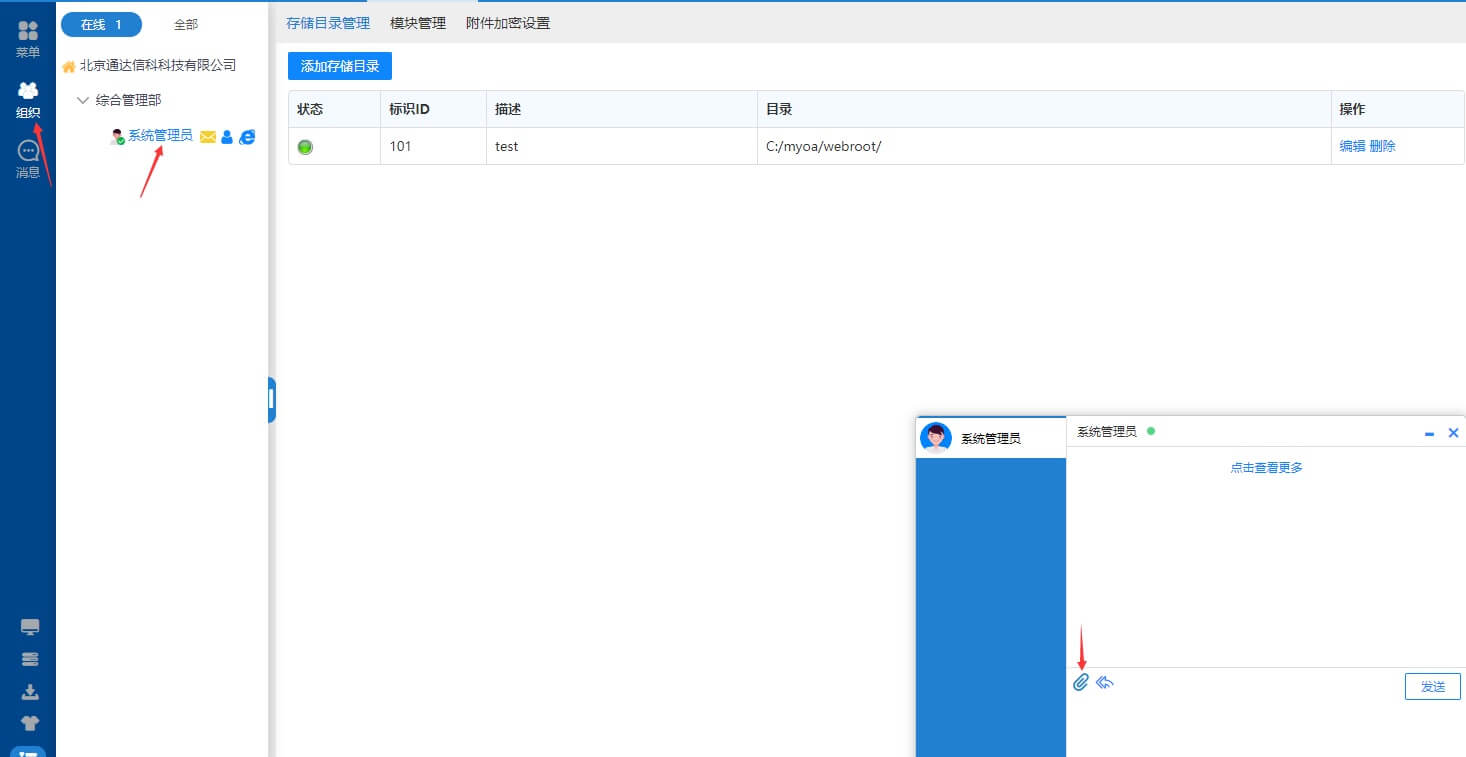 菜单
组织
消息
在线 1 全部
北京通达信科科技有限公司
综合管理部
系统管理员
存储目录管理 模块管理 附件加密设置
添加存储目录
状态 标识ID 描述 目录 操作
101 test C:/myoa/webroot/ 编辑 删除
系统管理员
系统管理员
点击查看更多
发送